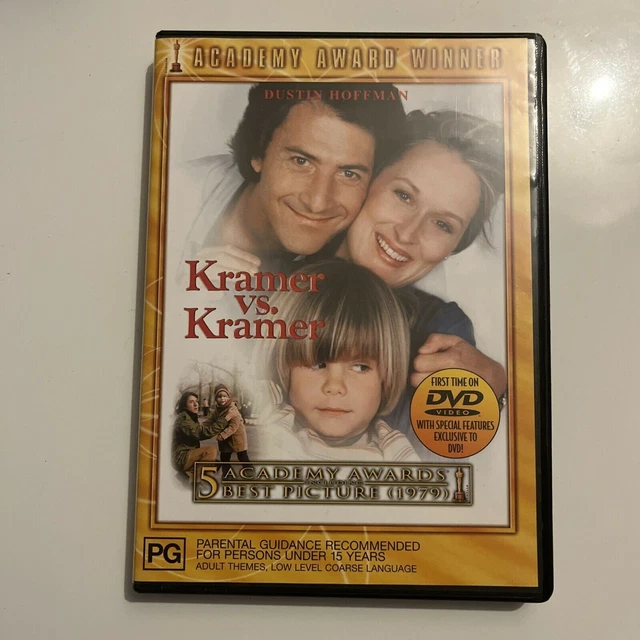 ACADEMY AWARD WINNER
DUSTIN HOFFMAN
Kramer
vs.
Kramer
FIRST TIME ON
DVD
VIDEO
WITH SPECIAL FEATURES
EXCLUSIVE TO
DVD!
5 ACADEMY AWARDS
INCLUDING
BEST PICTURE (1979)
PG
PARENTAL GUIDANCE RECOMMENDED
FOR PERSONS UNDER 15 YEARS
ADULT THEMES, LOW LEVEL COARSE LANGUAGE